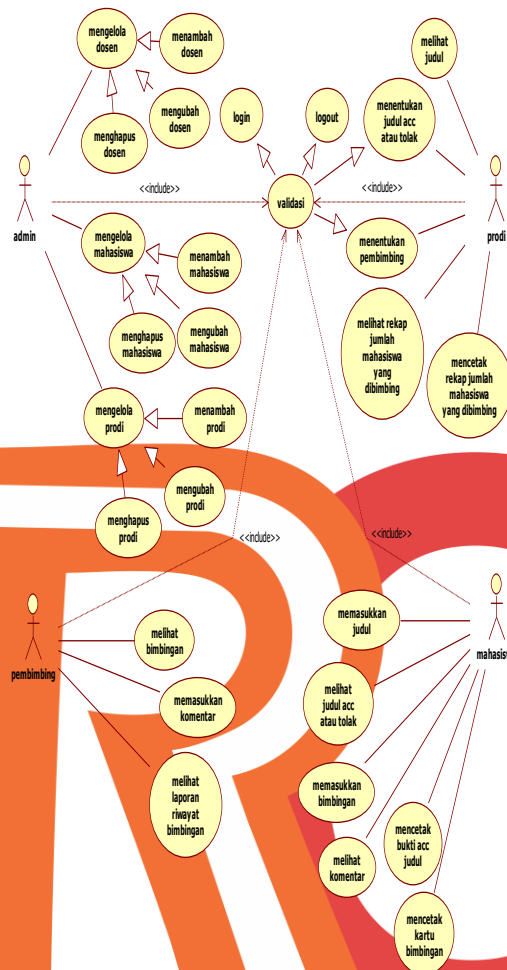 mengelola
dosen
menambah
dosen
melihat
judul
mengubah
dosen
login
logout
menentukan
judul acc
atau tolak
menghapus
dosen
<<include>>
<<include>>
validasi
admin
prodi
mengelola
mahasiswa
menambah
mahasiswa
menentukan
pembimbing
menghapus
mahasiswa
mengubah
mahasiswa
melihat rekap
jumlah
mahasiswa
yang
dibimbing
mencetak
rekap jumlah
mahasiswa
yang dibimbing
mengelola
prodi
menambah
prodi
mengubah
prodi
menghapus
prodi
<<include>>
<<include>>
pembimbing
melihat
bimbingan
memasukkan
judul
mahasisw
memasukkan
komentar
melihat
judul acc
atau tolak
melihat
laporan
riwayat
bimbingan
memasukkan
bimbingan
melihat
komentar
mencetak
bukti acc
judul
mencetak
kartu
bimbingan